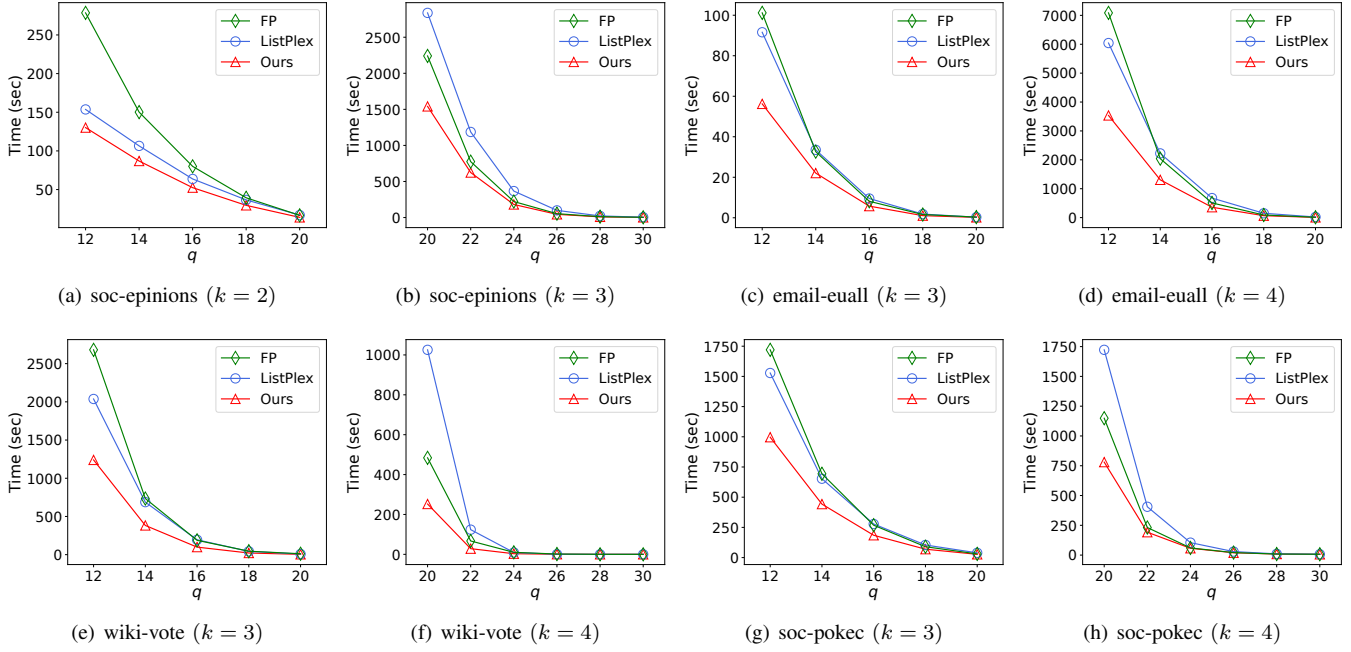 FP
ListPlex
Ours
Time (sec)
250
200
150
100
50
12 14 16 18 20
q
(a) soc-epinions (k = 2)
FP
ListPlex
Ours
Time (sec)
2500
2000
1500
1000
500
0
20 22 24 26 28 30
q
(b) soc-epinions (k = 3)
FP
ListPlex
Ours
Time (sec)
100
80
60
40
20
0
12 14 16 18 20
q
(c) email-euall (k = 3)
FP
ListPlex
Ours
Time (sec)
7000
6000
5000
4000
3000
2000
1000
0
12 14 16 18 20
q
(d) email-euall (k = 4)
FP
ListPlex
Ours
Time (sec)
2500
2000
1500
1000
500
0
12 14 16 18 20
q
(e) wiki-vote (k = 3)
FP
ListPlex
Ours
Time (sec)
1000
800
600
400
200
0
20 22 24 26 28 30
q
(f) wiki-vote (k = 4)
FP
ListPlex
Ours
Time (sec)
1750
1500
1250
1000
750
500
250
0
12 14 16 18 20
q
(g) soc-pokec (k = 3)
FP
ListPlex
Ours
Time (sec)
1750
1500
1250
1000
750
500
250
0
20 22 24 26 28 30
q
(h) soc-pokec (k = 4)